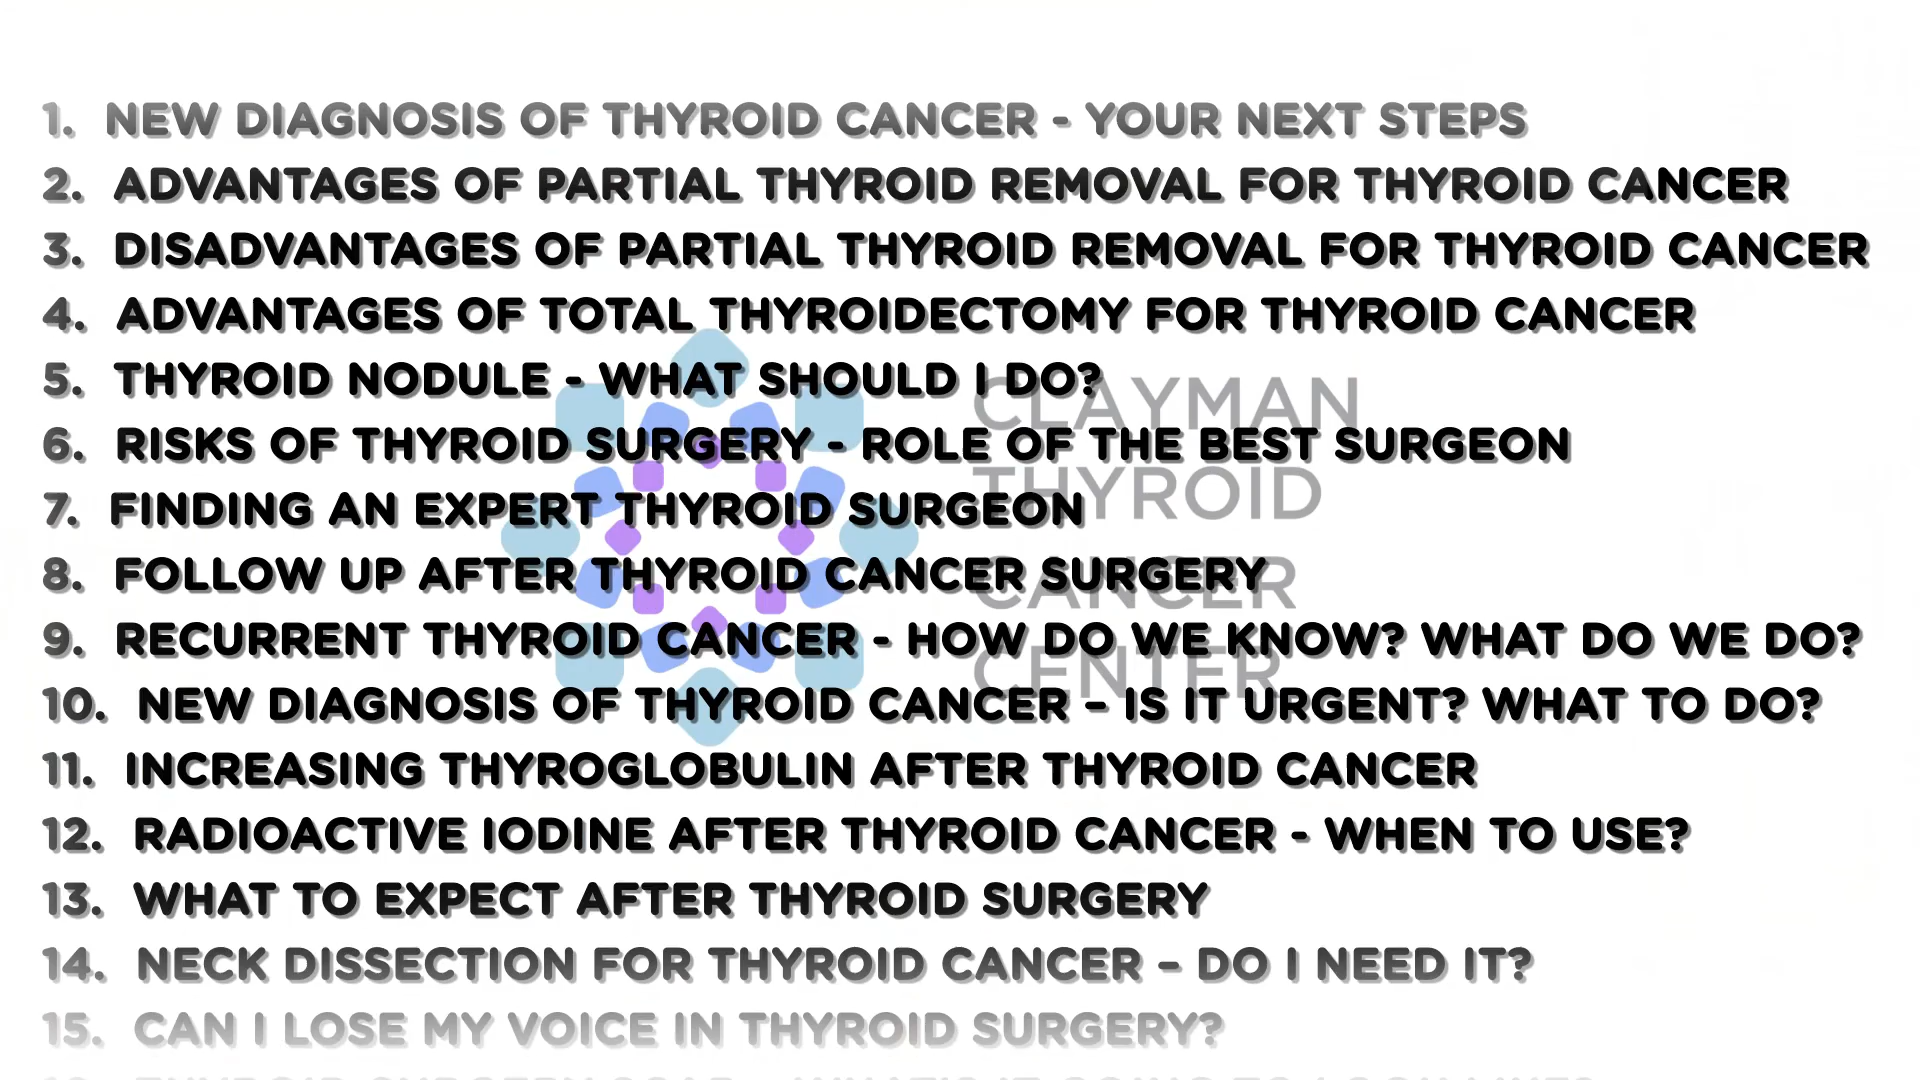 1. NEW DIAGNOSIS OF THYROID CANCER - YOUR NEXT STEPS
2. ADVANTAGES OF PARTIAL THYROID REMOVAL FOR THYROID CANCER
3. DISADVANTAGES OF PARTIAL THYROID REMOVAL FOR THYROID CANCER
4. ADVANTAGES OF TOTAL THYROIDECTOMY FOR THYROID CANCER
5. THYROID NODULE - WHAT SHOULD I DO?
6. RISKS OF THYROID SURGERY - ROLE OF THE BEST SURGEON
7. FINDING AN EXPERT THYROID SURGEON
8. FOLLOW UP AFTER THYROID CANCER SURGERY
9. RECURRENT THYROID CANCER - HOW DO WE KNOW? WHAT DO WE DO?
10. NEW DIAGNOSIS OF THYROID CANCER – IS IT URGENT? WHAT TO DO?
11. INCREASING THYROGLOBULIN AFTER THYROID CANCER
12. RADIOACTIVE IODINE AFTER THYROID CANCER - WHEN TO USE?
13. WHAT TO EXPECT AFTER THYROID SURGERY
14. NECK DISSECTION FOR THYROID CANCER – DO I NEED IT?
15. CAN I LOSE MY VOICE IN THYROID SURGERY?
CLAYMAN
THYROID
CANCER
CENTER